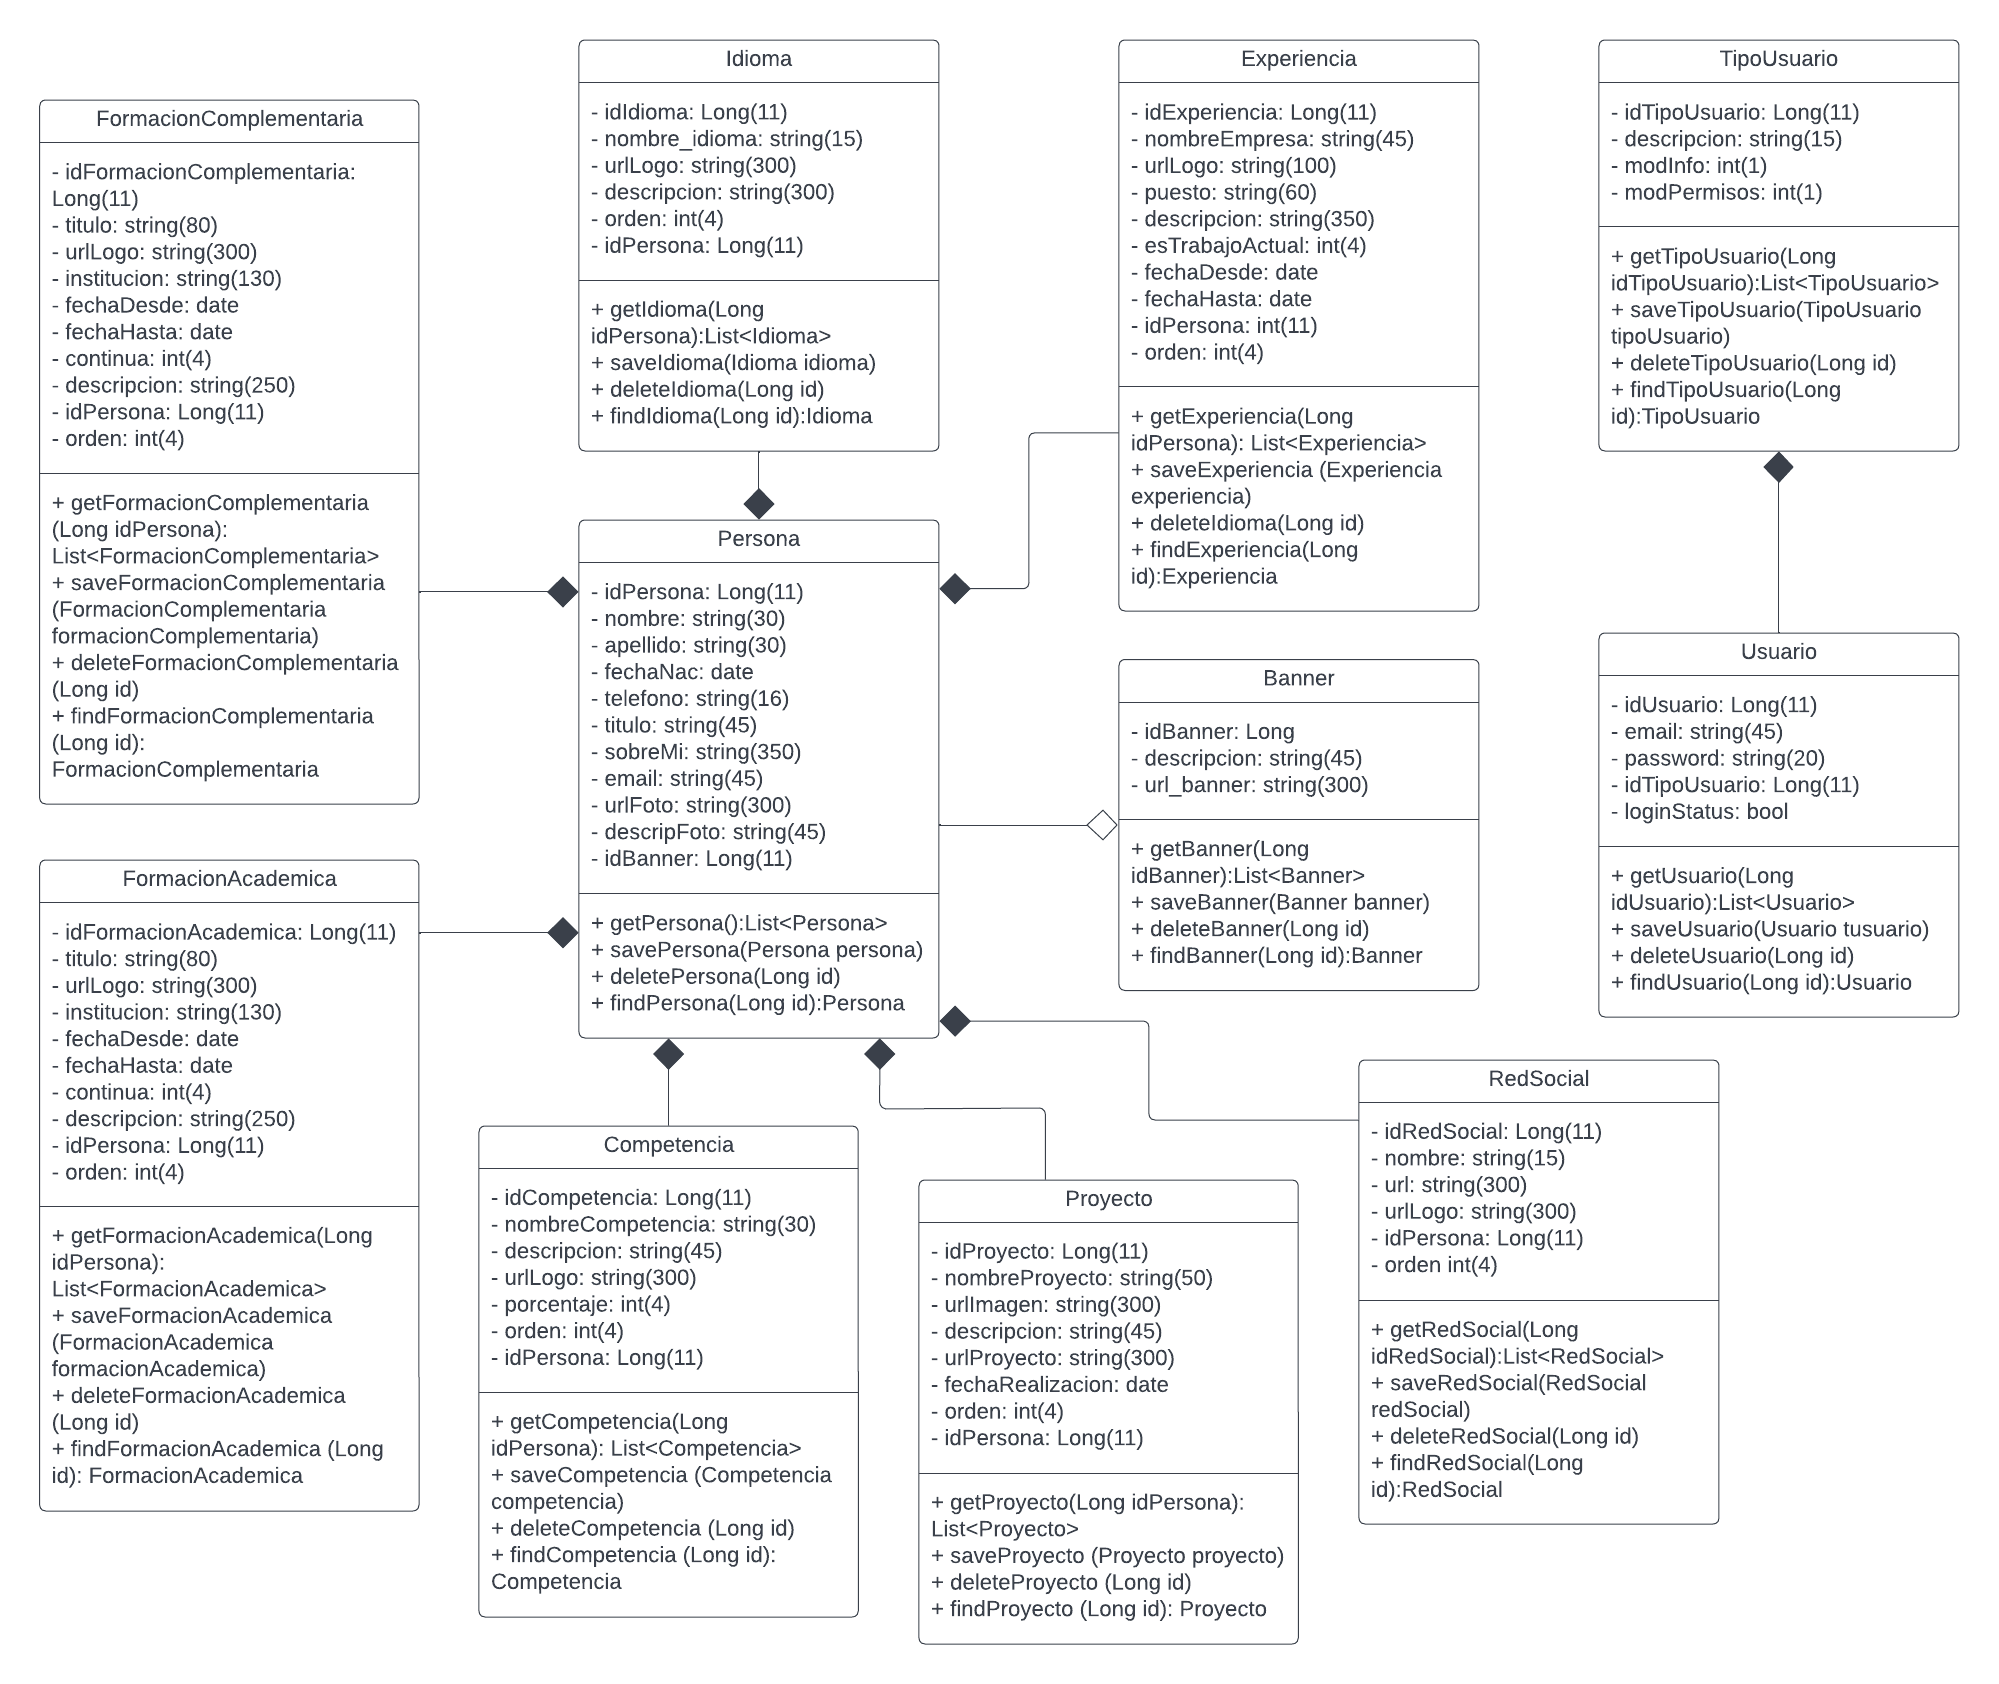 FormacionComplementaria
- idFormacionComplementaria:
Long(11)
- titulo: string(80)
- urlLogo: string(300)
- institucion: string(130)
- fechaDesde: date
- fechaHasta: date
- continua: int(4)
- descripcion: string(250)
- idPersona: Long(11)
- orden: int(4)
+ getFormacionComplementaria
(Long idPersona):
List<FormacionComplementaria>
+ saveFormacionComplementaria
(FormacionComplementaria
formacionComplementaria)
+ deleteFormacionComplementaria
(Long id)
+ findFormacionComplementaria
(Long id):
FormacionComplementaria
Idioma
- idIdioma: Long(11)
- nombre_idioma: string(15)
- urlLogo: string(300)
- descripcion: string(300)
- orden: int(4)
- idPersona: Long(11)
+ getIdioma(Long
idPersona):List<Idioma>
+ saveIdioma(Idioma idioma)
+ deleteIdioma(Long id)
+ findIdioma(Long id):Idioma
Experiencia
- idExperiencia: Long(11)
- nombreEmpresa: string(45)
- urlLogo: string(100)
- puesto: string(60)
- descripcion: string(350)
- esTrabajoActual: int(4)
- fechaDesde: date
- fechaHasta: date
- idPersona: int(11)
- orden: int(4)
+ getExperiencia(Long
idPersona): List<Experiencia>
+ saveExperiencia (Experiencia
experiencia)
+ deleteIdioma(Long id)
+ findExperiencia(Long
id):Experiencia
TipoUsuario
- idTipoUsuario: Long(11)
- descripcion: string(15)
- modInfo: int(1)
- modPermisos: int(1)
+ getTipoUsuario(Long
idTipoUsuario):List<TipoUsuario>
+ saveTipoUsuario(TipoUsuario
tipoUsuario)
+ deleteTipoUsuario(Long id)
+ findTipoUsuario(Long
id):TipoUsuario
Persona
- idPersona: Long(11)
- nombre: string(30)
- apellido: string(30)
- fechaNac: date
- telefono: string(16)
- titulo: string(45)
- sobreMi: string(350)
- email: string(45)
- urlFoto: string(300)
- descripFoto: string(45)
- idBanner: Long(11)
+ getPersona():List<Persona>
+ savePersona(Persona persona)
+ deletePersona(Long id)
+ findPersona(Long id):Persona
Banner
- idBanner: Long
- descripcion: string(45)
- url_banner: string(300)
+ getBanner(Long
idBanner):List<Banner>
+ saveBanner(Banner banner)
+ deleteBanner(Long id)
+ findBanner(Long id):Banner
Usuario
- idUsuario: Long(11)
- email: string(45)
- password: string(20)
- idTipoUsuario: Long(11)
- loginStatus: bool
+ getUsuario(Long
idUsuario):List<Usuario>
+ saveUsuario(Usuario tusuario)
+ deleteUsuario(Long id)
+ findUsuario(Long id):Usuario
FormacionAcademica
- idFormacionAcademica: Long(11)
- titulo: string(80)
- urlLogo: string(300)
- institucion: string(130)
- fechaDesde: date
- fechaHasta: date
- continua: int(4)
- descripcion: string(250)
- idPersona: Long(11)
- orden: int(4)
+ getFormacionAcademica(Long
idPersona):
List<FormacionAcademica>
+ saveFormacionAcademica
(FormacionAcademica
formacionAcademica)
+ deleteFormacionAcademica
(Long id)
+ findFormacionAcademica (Long
id): FormacionAcademica
Competencia
- idCompetencia: Long(11)
- nombreCompetencia: string(30)
- descripcion: string(45)
- urlLogo: string(300)
- porcentaje: int(4)
- orden: int(4)
- idPersona: Long(11)
+ getCompetencia(Long
idPersona): List<Competencia>
+ saveCompetencia (Competencia
competencia)
+ deleteCompetencia (Long id)
+ findCompetencia (Long id):
Competencia
Proyecto
- idProyecto: Long(11)
- nombreProyecto: string(50)
- urlImagen: string(300)
- descripcion: string(45)
- urlProyecto: string(300)
- fechaRealizacion: date
- orden: int(4)
- idPersona: Long(11)
+ getProyecto(Long idPersona):
List<Proyecto>
+ saveProyecto (Proyecto proyecto)
+ deleteProyecto (Long id)
+ findProyecto (Long id): Proyecto
RedSocial
- idRedSocial: Long(11)
- nombre: string(15)
- url: string(300)
- urlLogo: string(300)
- idPersona: Long(11)
- orden int(4)
+ getRedSocial(Long
idRedSocial):List<RedSocial>
+ saveRedSocial(RedSocial
redSocial)
+ deleteRedSocial(Long id)
+ findRedSocial(Long
id):RedSocial